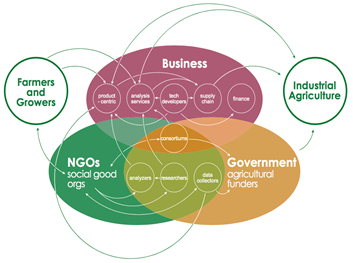 Business
Farmers
and
Growers
product
-centric
analysis
services
tech
developers
supply
chain
finance
Industrial
Agriculture
consortiums
NGOs
social good
orgs
Government
agricultural
funders
analyzers
researchers
data
collectors